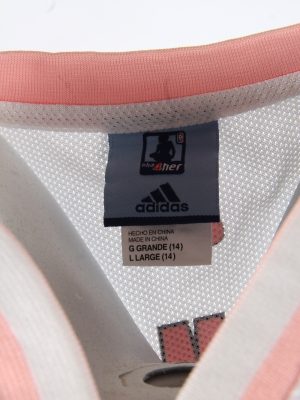 nba
4her
adidas
HECHO EN CHINA
MADE IN CHINA
G GRANDE (14)
L LARGE (14)